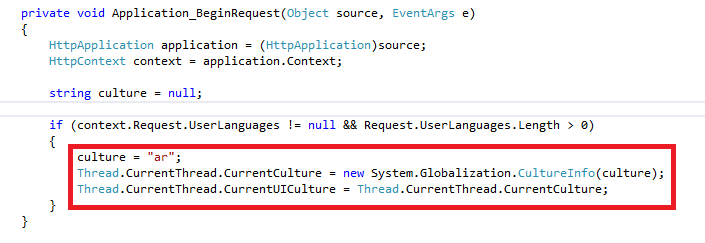 private void Application_BeginRequest(Object source, EventArgs e)
{
HttpApplication application = (HttpApplication)source;
HttpContext context = application.Context;
string culture = null;
if (context.Request.UserLanguages != null && Request.UserLanguages.Length > 0)
{
culture = "ar";
Thread.CurrentThread.CurrentCulture = new System.Globalization.CultureInfo(culture);
Thread.CurrentThread.CurrentUICulture = Thread.CurrentThread.CurrentCulture;
}
}